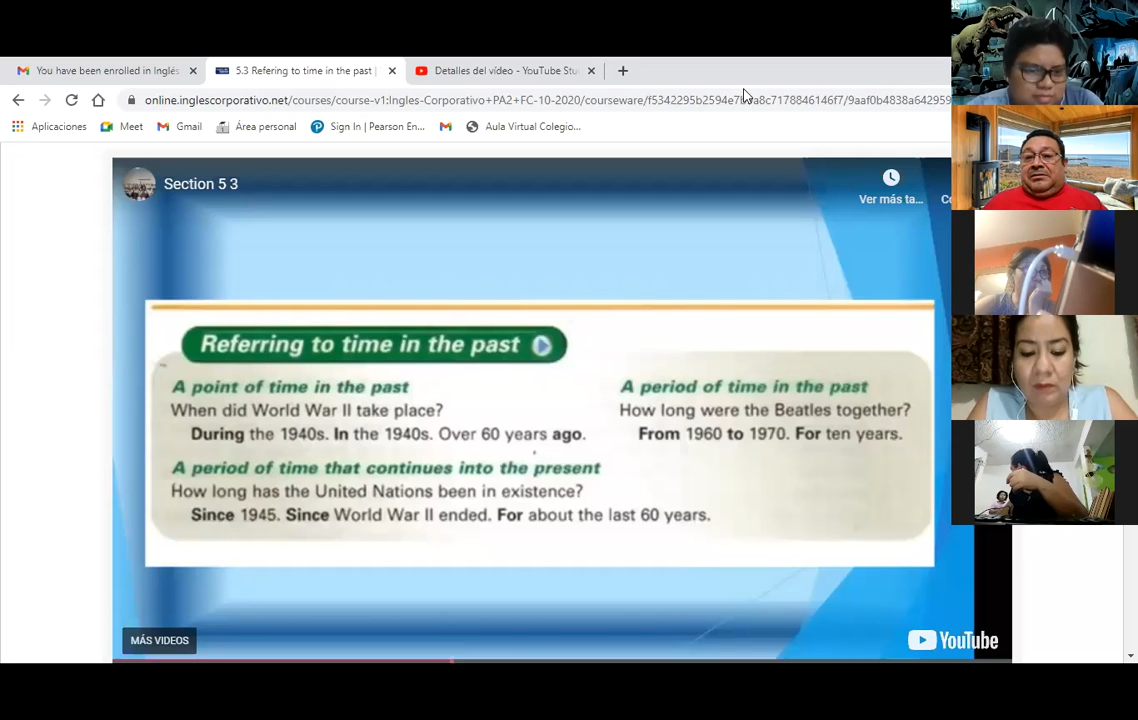 You have been enrolled in Inglés
5.3 Refering to time in the past |
Detalles del vídeo - YouTube Stu
online.inglescorporativo.net/courses/course-v1:Ingles-Corporativo+PA2+FC-10-2020/courseware/
Aplicaciones
Meet
Gmail
Área personal
Sign In | Pearson En...
Aula Virtual Colegio...
Section 5 3
Ver más ta...
Referring to time in the past
A point of time in the past
When did World War II take place?
During the 1940s. In the 1940s. Over 60 years ago.
A period of time in the past
How long were the Beatles together?
From 1960 to 1970. For ten years.
A period of time that continues into the present
How long has the United Nations been in existence?
Since 1945. Since World War II ended. For about the last 60 years.
MÁS VIDEOS
YouTube